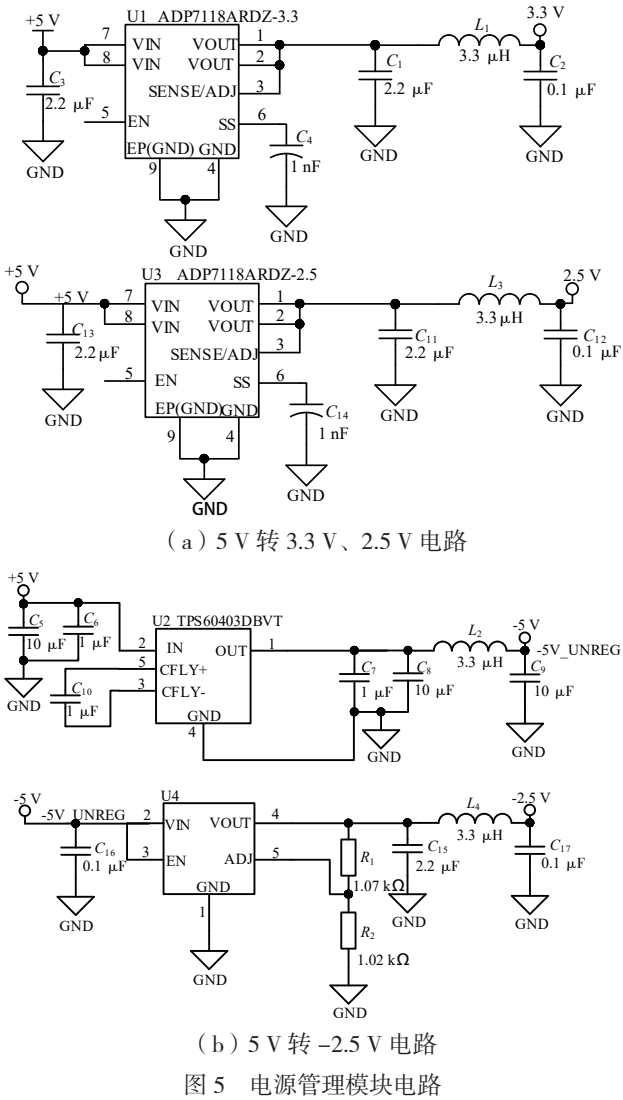 +5 V
U1 ADP7118ARDZ-3.3
7 VIN VOUT 1
8 VIN VOUT 2
SENSE/ADJ 3
5 EN SS 6
EP(GND) GND
9 4
C3
2.2 μF
GND
C4
1 nF
GND
GND
C1
2.2 μF
GND
L1
3.3 μH
3.3 V
C2
0.1 μF
GND
+5 V
+5 V
U3 ADP7118ARDZ-2.5
7 VIN VOUT 1
8 VIN VOUT 2
SENSE/ADJ 3
5 EN SS 6
EP(GND) GND
9 4
C13
2.2 μF
GND
C14
1 nF
GND
GND
C11
2.2 μF
GND
L3
3.3 μH
2.5 V
C12
0.1 μF
GND
(a)5 V 转 3.3 V、2.5 V 电路
+5 V
C5
10 μF
C6
1 μF
GND
C10
1 μF
U2 TPS60403DBVT
2 IN OUT 1
5 CFLY+
3 CFLY-
GND
4
C7
1 μF
C8
10 μF
GND
L2
3.3 μH
-5 V
-5V_UNREG
C9
10 μF
GND
-5 V
-5V_UNREG
C16
0.1 μF
GND
U4
2 VIN VOUT 4
3 EN ADJ 5
GND
1
GND
R1
1.07 kΩ
R2
1.02 kΩ
GND
C15
2.2 μF
GND
L4
3.3 μH
-2.5 V
C17
0.1 μF
GND
(b)5 V 转 –2.5 V 电路
图 5 电源管理模块电路